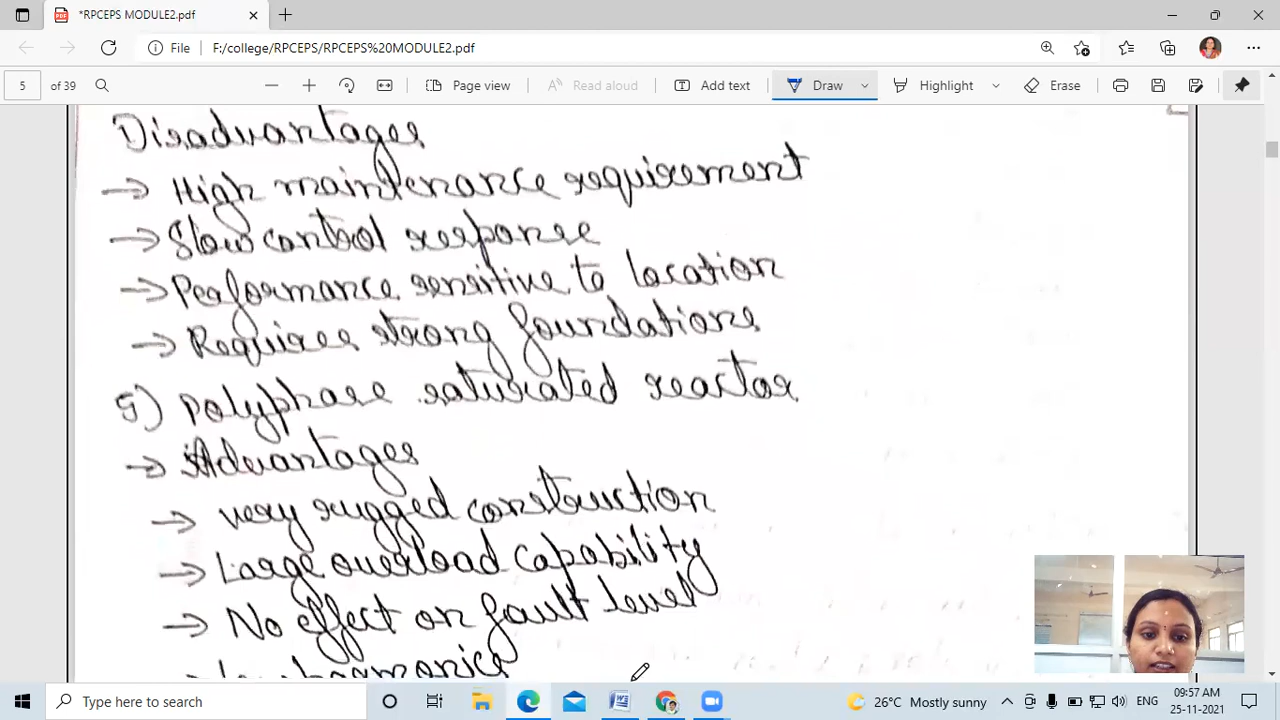 *RPCEPS MODULE2.pdf
File F:/college/RPCEPS/RPCEPS%20MODULE2.pdf
5 of 39 Page view Read aloud Add text Draw Highlight Erase
Disadvantages
→ High maintenance requirement
→ Slow control response
→ Performance sensitive to location
→ Requires strong foundations
5) Polyphase saturated reactor
→ Advantages
→ very rugged construction
→ Large overload capability
→ No effect on fault level
harmonics
Type here to search
26°C Mostly sunny ENG 09:57 AM
25-11-2021